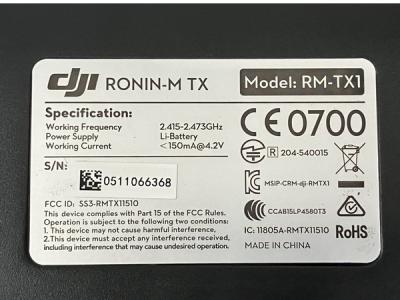 dji RONIN-M TX Model: RM-TX1
Specification:
Working Frequency 2.415-2.473GHz
Power Supply Li-Battery
Working Current <150mA@4.2V
CE0700
R 204-540015
S/N:
0511066368
MSIP-CRM-dji-RMTX1
CCAB15LP4580T3
FCC ID: SS3-RMTX11510
This device complies with Part 15 of the FCC Rules.
Operation is subject to the following two conditions:
1.This device may not cause harmful interference,
2.This device must accept any interference, including
interference that may cause undesired operation.
IC: 11805A-RMTX11510
MADE IN CHINA
RoHS